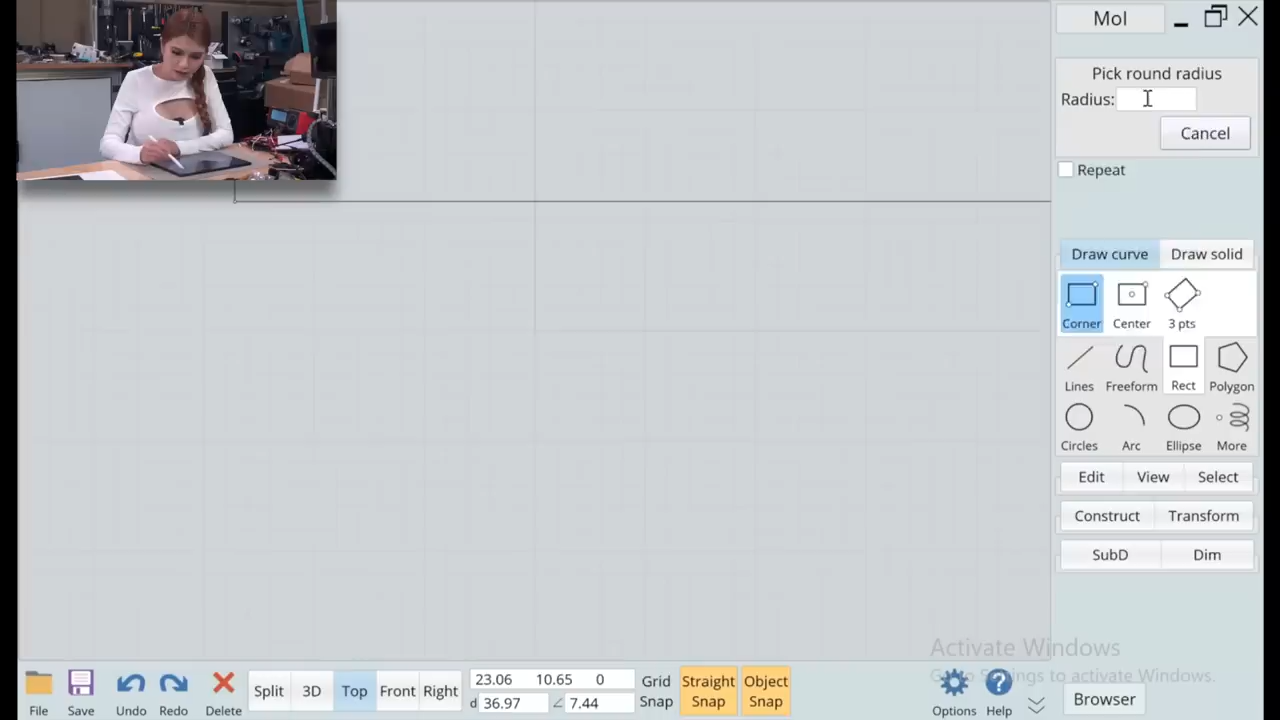 MoI
Pick round radius
Radius:
Cancel
Repeat
Draw curve Draw solid
Corner Center 3 pts
Lines Freeform Rect Polygon
Circles Arc Ellipse More
Edit View Select
Construct Transform
SubD Dim
Activate Windows
Go to Settings to activate Windows.
File Save Undo Redo Delete
Split 3D Top Front Right
23.06 10.65 0
d 36.97 ∠ 7.44
Grid Snap
Straight Snap
Object Snap
Options Help
Browser